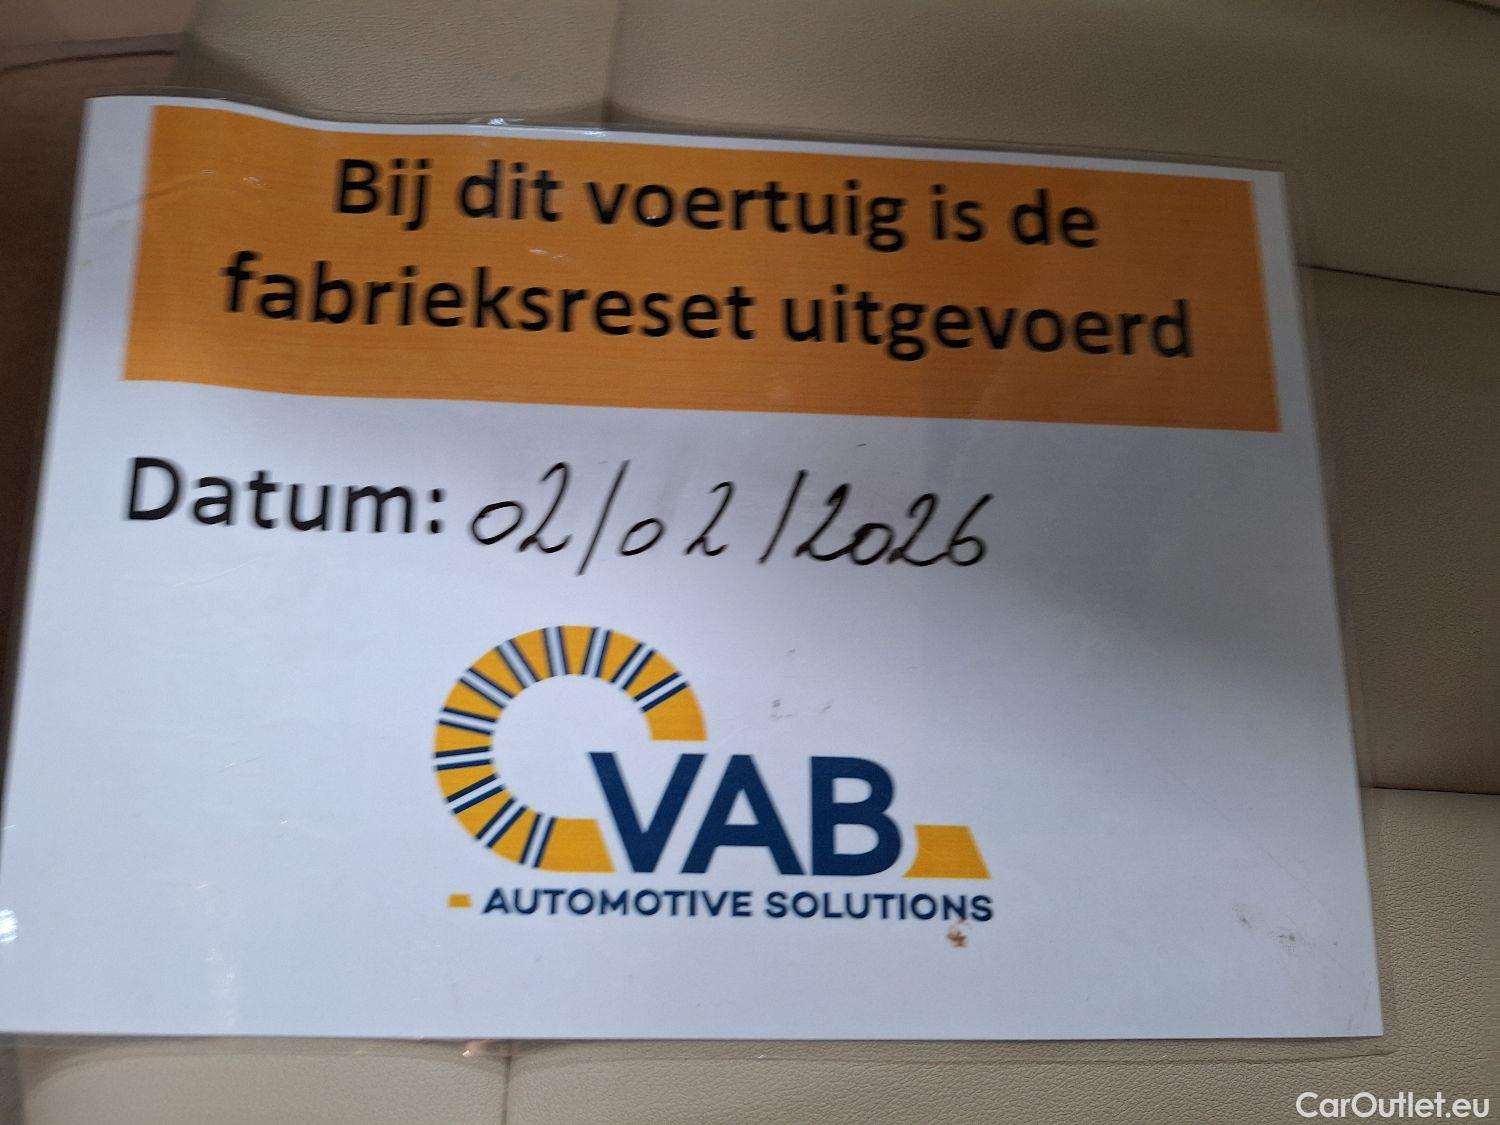 Bij dit voertuig is de
fabrieksreset uitgevoerd
Datum: 02/02/2026
VAB
AUTOMOTIVE SOLUTIONS
CarOutlet.eu